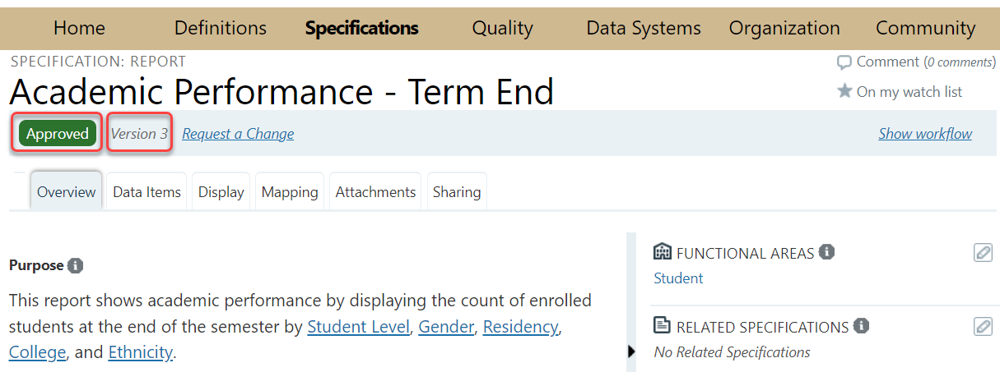 Home Definitions Specifications Quality Data Systems Organization Community
SPECIFICATION: REPORT
Comment (0 comments)
Academic Performance - Term End
On my watch list
Approved Version 3 Request a Change Show workflow
Overview Data Items Display Mapping Attachments Sharing
Purpose
This report shows academic performance by displaying the count of enrolled
students at the end of the semester by Student Level, Gender, Residency,
College, and Ethnicity.
FUNCTIONAL AREAS
Student
RELATED SPECIFICATIONS
No Related Specifications